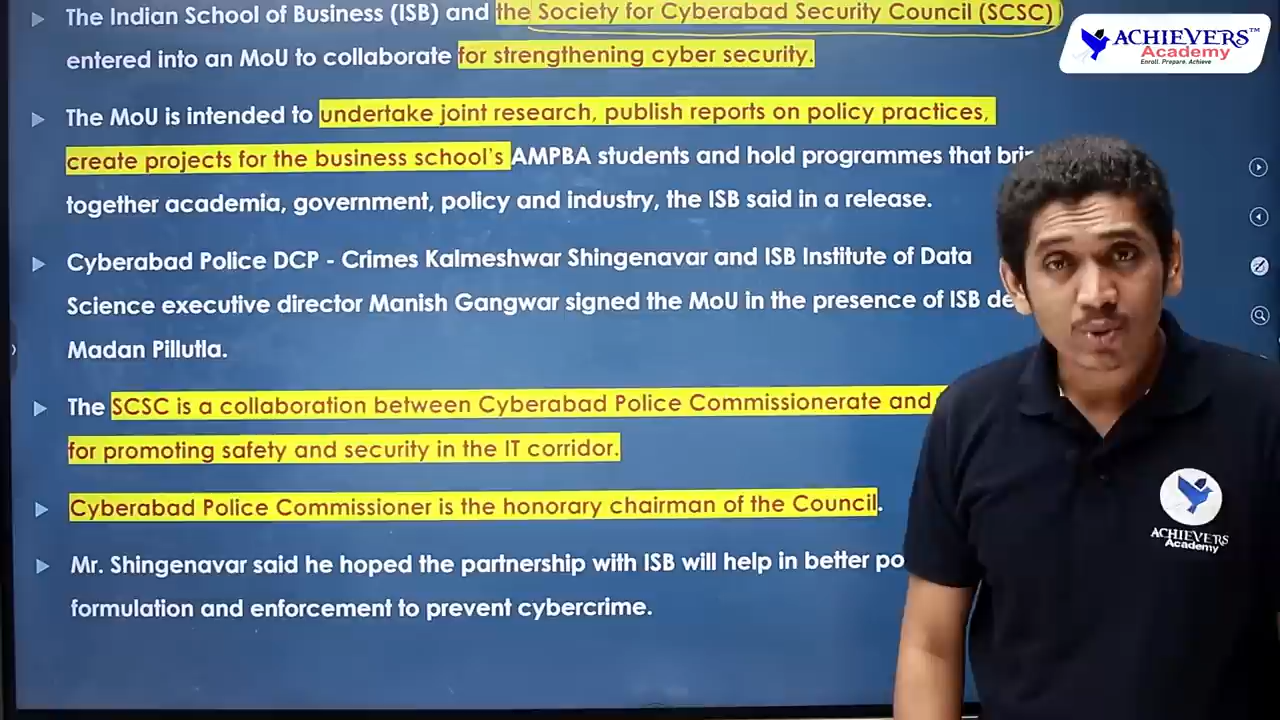 The Indian School of Business (ISB) and the Society for Cyberabad Security Council (SCSC)
entered into an MoU to collaborate for strengthening cyber security.
The MoU is intended to undertake joint research, publish reports on policy practices,
create projects for the business school's AMPBA students and hold programmes that
together academia, government, policy and industry, the ISB said in a release.
Cyberabad Police DCP - Crimes Kalmeshwar Shingenavar and ISB Institute of Data
Science executive director Manish Gangwar signed the MoU in the presence of ISB
Madan Pillutla.
The SCSC is a collaboration between Cyberabad Police Commissionerate and
for promoting safety and security in the IT corridor.
Cyberabad Police Commissioner is the honorary chairman of the Council.
Mr. Shingenavar said he hoped the partnership with ISB will help in better
formulation and enforcement to prevent cybercrime.
ACHIEVERS™
Academy
Enroll. Prepare. Achieve
ACHIEVERS
Academy